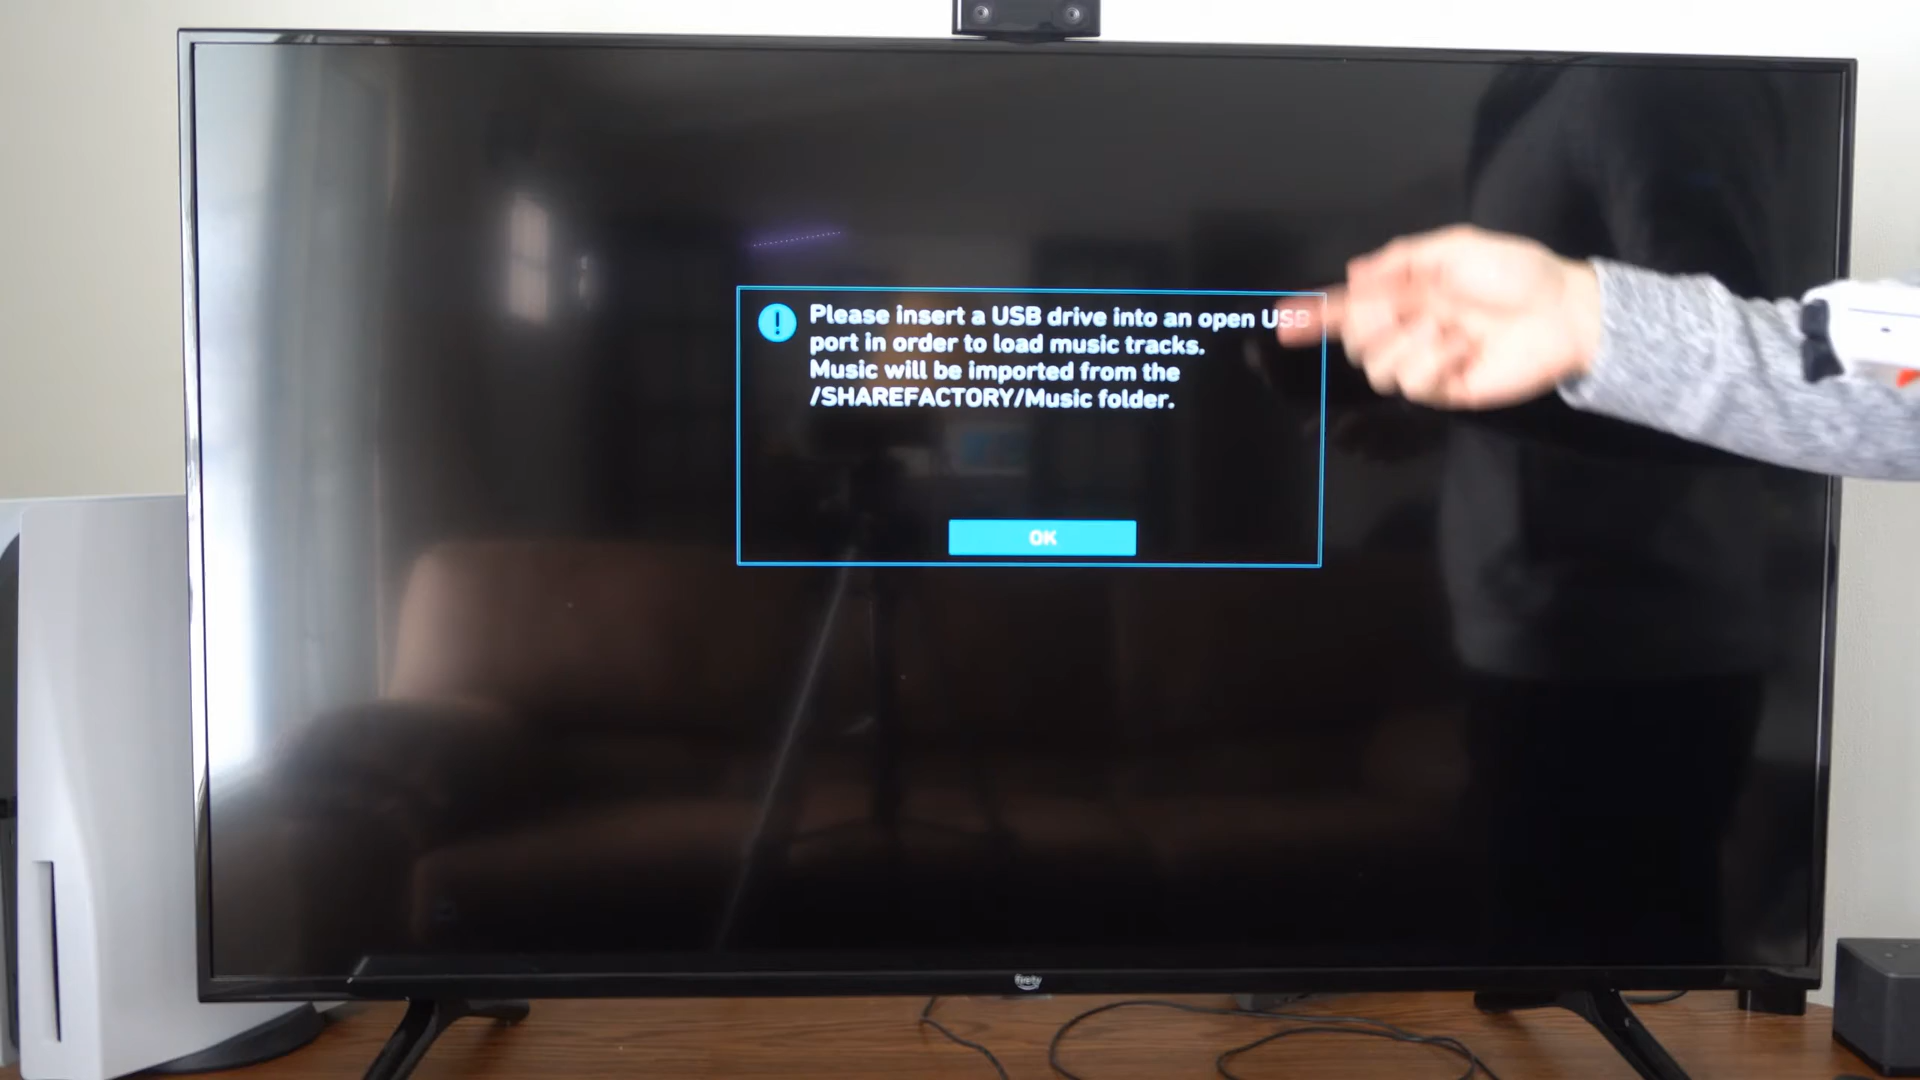 Please insert a USB drive into an open USB
port in order to load music tracks.
Music will be imported from the
/SHAREFACTORY/Music folder.
OK